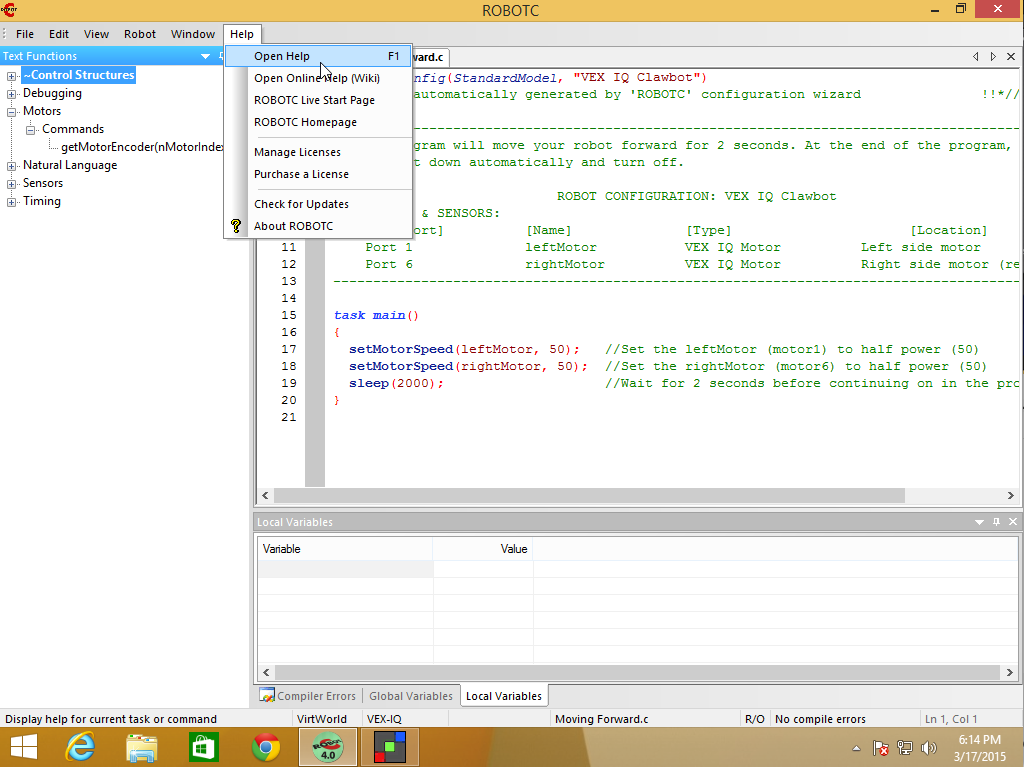 ROBOTC
File Edit View Robot Window Help
Text Functions
~Control Structures
Debugging
Motors
Commands
getMotorEncoder(nMotorIndex
Natural Language
Sensors
Timing
Open Help F1
Open Online Help (Wiki)
ROBOTC Live Start Page
ROBOTC Homepage
Manage Licenses
Purchase a License
Check for Updates
About ROBOTC
ward.c
nfig(StandardModel, "VEX IQ Clawbot")
automatically generated by 'ROBOTC' configuration wizard !!*//
gram will move your robot forward for 2 seconds. At the end of the program,
t down automatically and turn off.
ROBOT CONFIGURATION: VEX IQ Clawbot
& SENSORS:
ort] [Name] [Type] [Location]
11 Port 1 leftMotor VEX IQ Motor Left side motor
12 Port 6 rightMotor VEX IQ Motor Right side motor (re
13 --------------------------------------------------------------------------------------
14
15 task main()
16 {
17 setMotorSpeed(leftMotor, 50); //Set the leftMotor (motor1) to half power (50)
18 setMotorSpeed(rightMotor, 50); //Set the rightMotor (motor6) to half power (50)
19 sleep(2000); //Wait for 2 seconds before continuing on in the pro
20 }
21
Local Variables
Variable Value
Compiler Errors Global Variables Local Variables
Display help for current task or command VirtWorld VEX-IQ Moving Forward.c R/O No compile errors Ln 1, Col 1
4.0
6:14 PM
3/17/2015